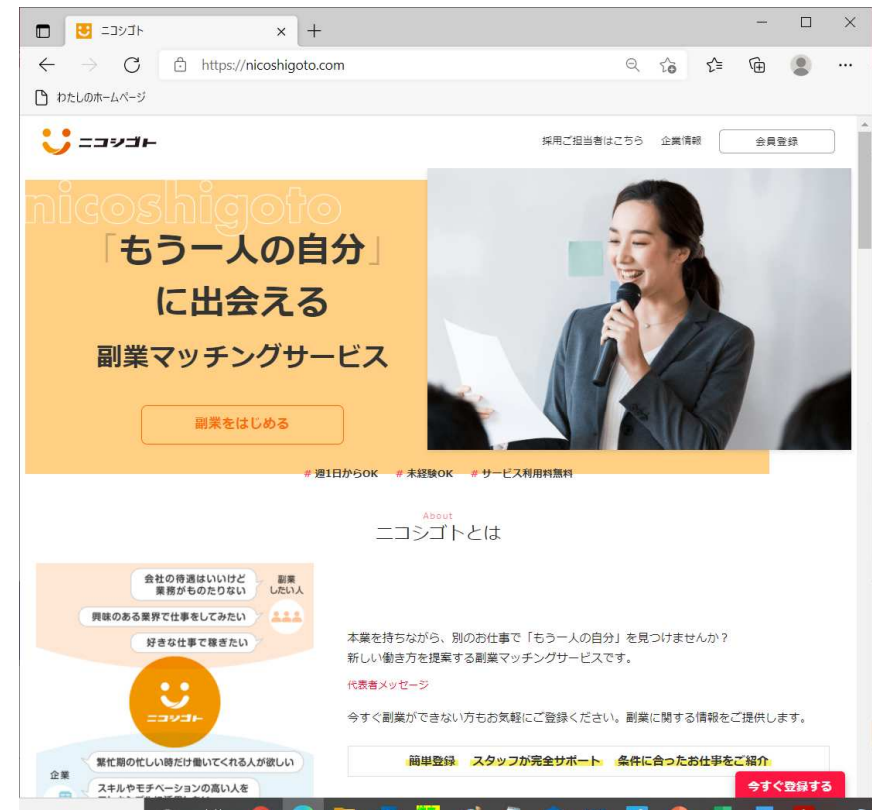 ニコシゴト
https://nicoshigoto.com
わたしのホームページ
ニコシゴト
採用ご担当者はこちら 企業情報 会員登録
nicoshigoto
「もう一人の自分」
に出会える
副業マッチングサービス
副業をはじめる
# 週1日からOK # 未経験OK # サービス利用料無料
About
ニコシゴトとは
会社の待遇はいいけど
業務がものたりない
副業
したい人
興味のある業界で仕事をしてみたい
好きな仕事で稼ぎたい
ニコシゴト
繁忙期の忙しい時だけ働いてくれる人が欲しい
企業
スキルやモチベーションの高い人を
本業を持ちながら、別のお仕事で「もう一人の自分」を見つけませんか？
新しい働き方を提案する副業マッチングサービスです。
代表者メッセージ
今すぐ副業ができない方もお気軽にご登録ください。副業に関する情報をご提供します。
簡単登録 スタッフが完全サポート 条件に合ったお仕事をご紹介
今すぐ登録する